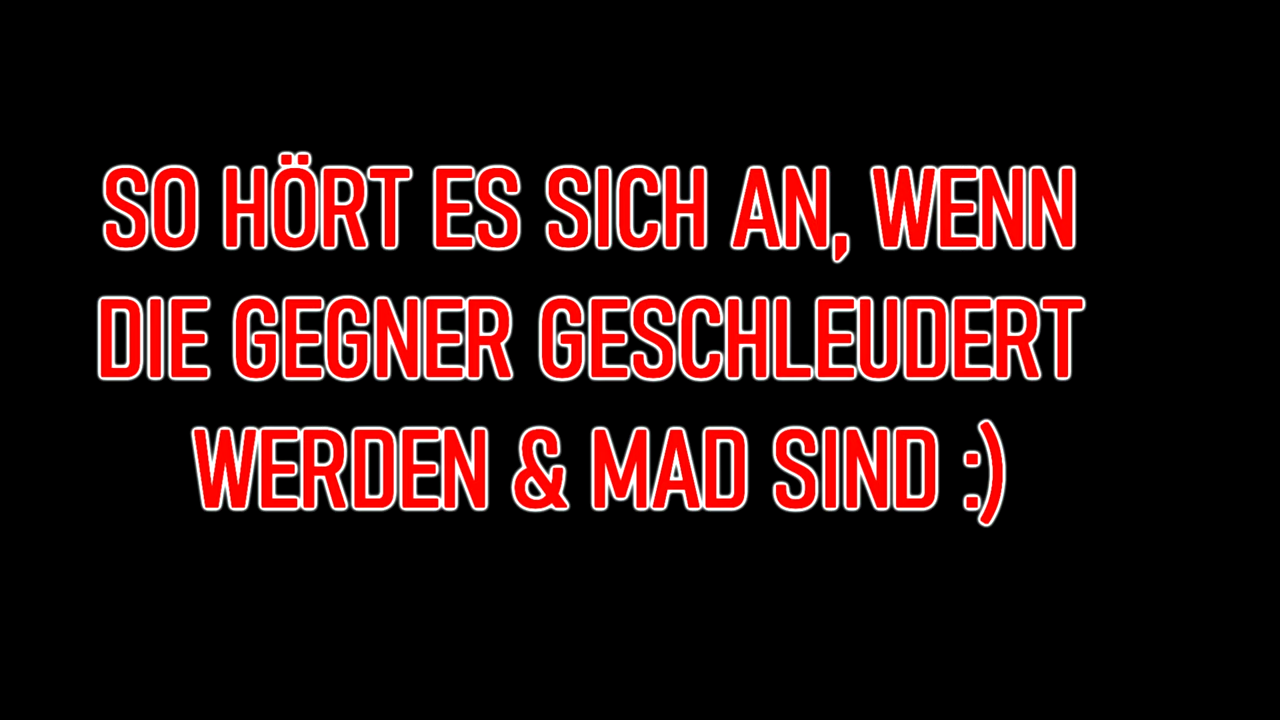 SO HÖRT ES SICH AN, WENN
DIE GEGNER GESCHLEUDERT
WERDEN & MAD SIND :)